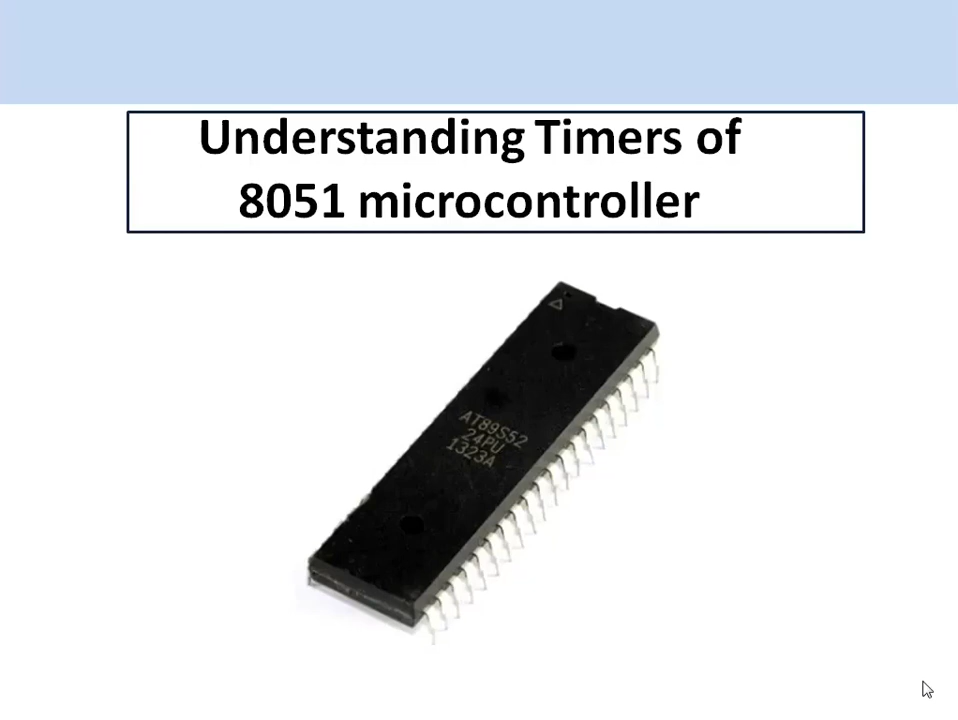 Understanding Timers of
8051 microcontroller
AT89S52
24PU
1323A